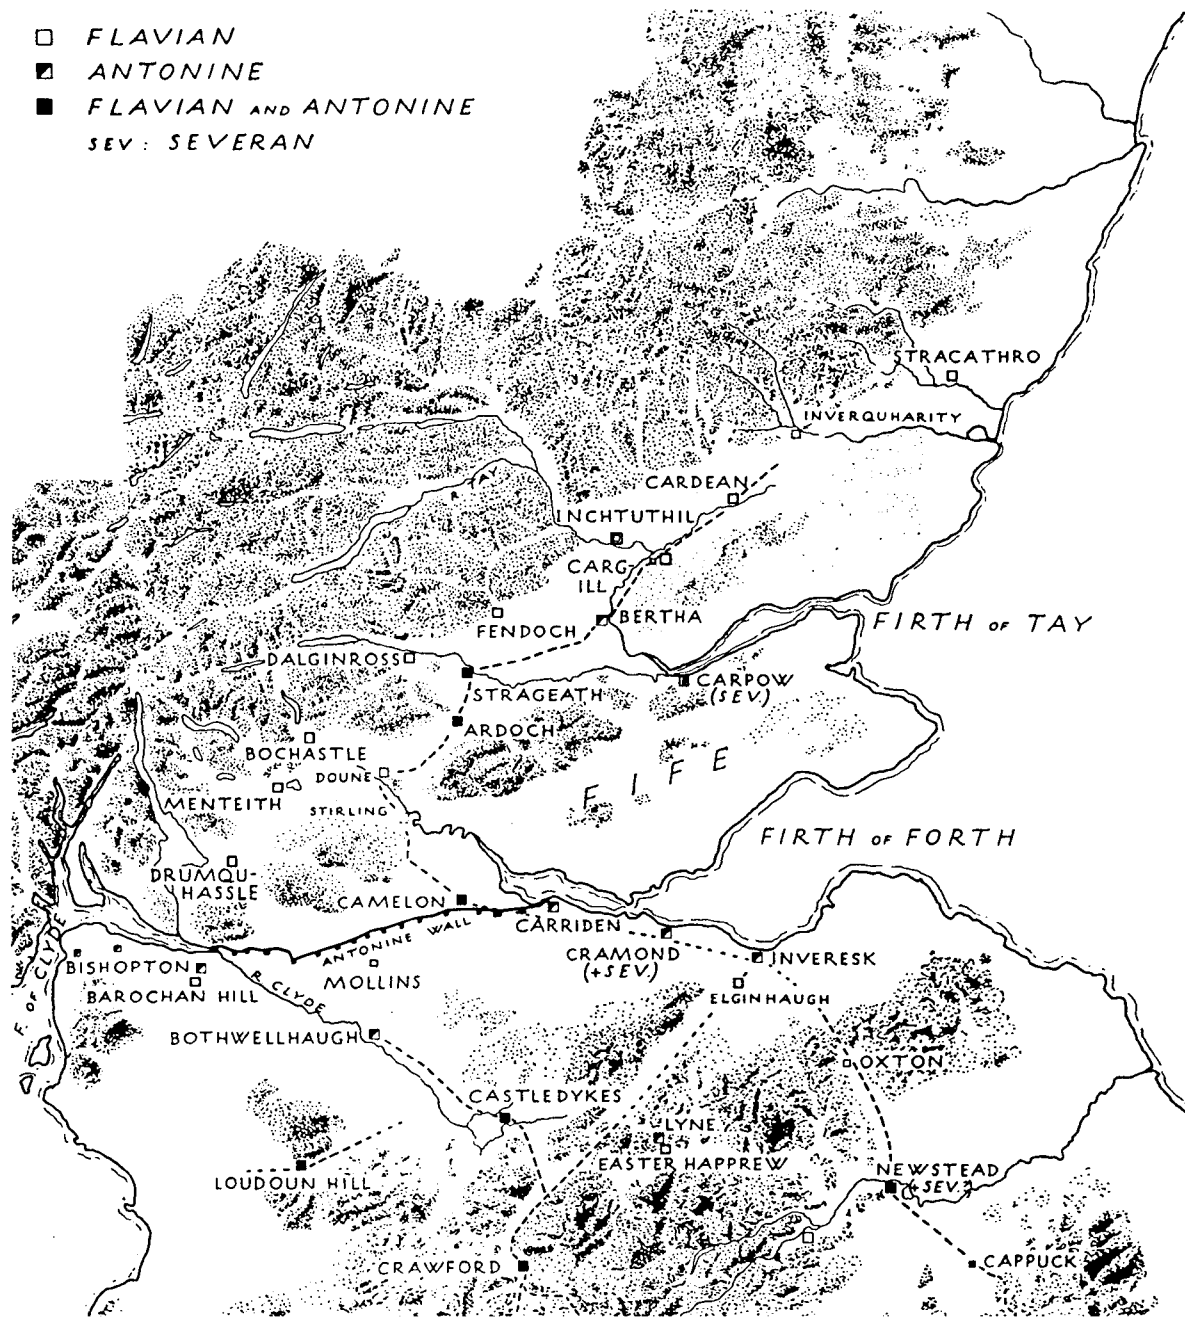 FLAVIAN
ANTONINE
FLAVIAN AND ANTONINE
SEV: SEVERAN
STRACATHRO
INVERQUHARITY
R. TAY
CARDEAN
INCHTUTHIL
CARG-
ILL
BERTHA
FENDOCH
FIRTH OF TAY
DALGINROSS
STRAGEATH
CARPOW
(SEV.)
ARDOCH
BOCHASTLE
DOUNE
FIFE
MENTEITH
STIRLING
FIRTH OF FORTH
DRUMQU-
HASSLE
CAMELON
CARRIDEN
ANTONINE WALL
CRAMOND
(+SEV.)
INVERESK
BISHOPTON
BAROCHAN HILL
MOLLINS
ELGINHAUGH
R. CLYDE
F. OF CLYDE
BOTHWELLHAUGH
OXTON
CASTLEDYKES
LYNE
EASTER HAPPREW
LOUDOUN HILL
NEWSTEAD
(+SEV.?)
CRAWFORD
CAPPUCK